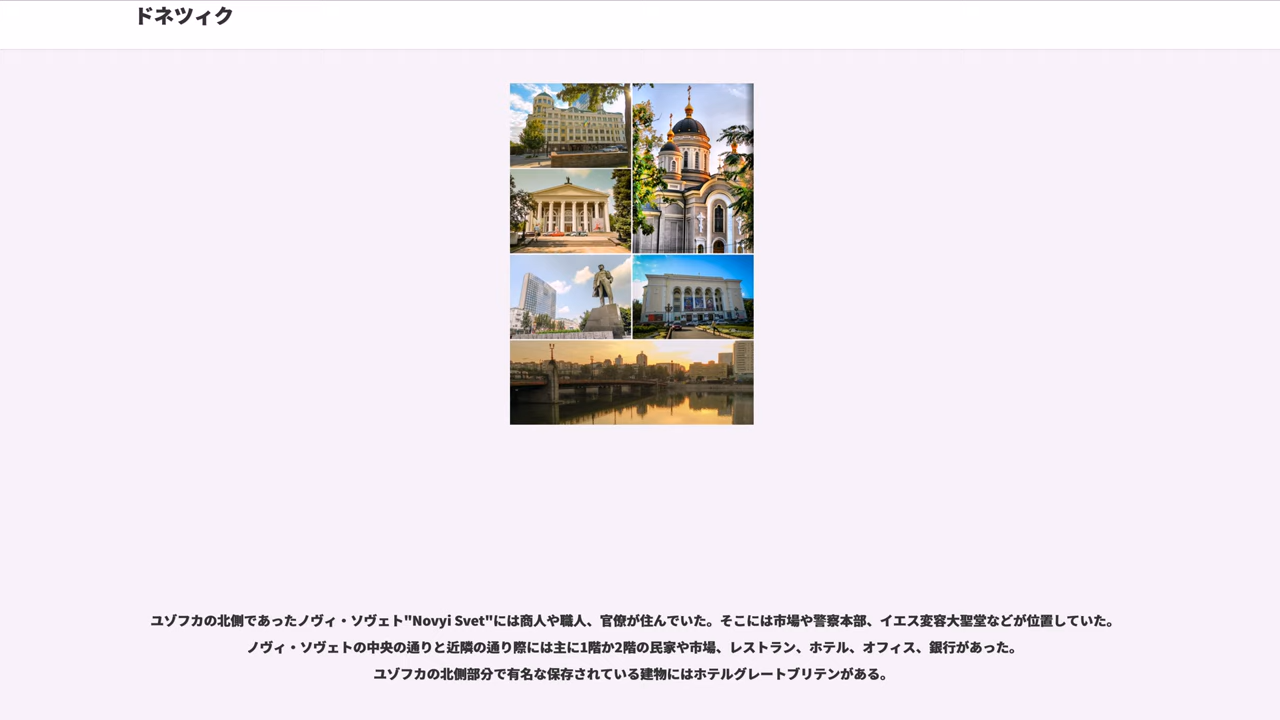 ドネツィク
ユゾフカの北側であったノヴィ・ソヴェト"Novyi Svet"には商人や職人、官僚が住んでいた。そこには市場や警察本部、イエス変容大聖堂などが位置していた。
ノヴィ・ソヴェトの中央の通りと近隣の通り際には主に1階か2階の民家や市場、レストラン、ホテル、オフィス、銀行があった。
ユゾフカの北側部分で有名な保存されている建物にはホテルグレートブリテンがある。